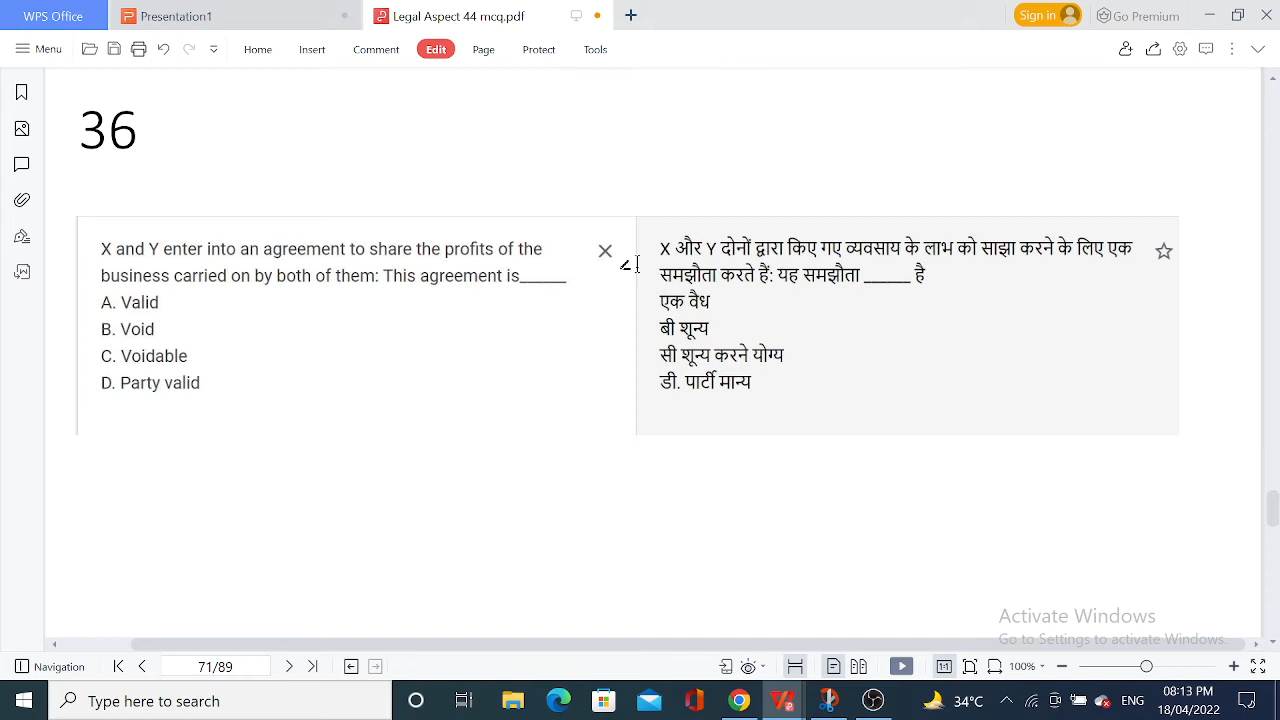 WPS Office
Presentation1
Legal Aspect 44 mcq.pdf
Sign in
Go Premium
Menu
Home
Insert
Comment
Edit
Page
Protect
Tools
36
X and Y enter into an agreement to share the profits of the
business carried on by both of them: This agreement is_____
A. Valid
B. Void
C. Voidable
D. Party valid
X और Y दोनों द्वारा किए गए व्यवसाय के लाभ को साझा करने के लिए एक
समझौता करते हैं: यह समझौता _____ है
एक वैध
बी शून्य
सी शून्य करने योग्य
डी. पार्टी मान्य
Activate Windows
Go to Settings to activate Windows.
Navigation
71/89
1:1
100%
Type here to search
34°C
ENG
8:13 PM
18/04/2022